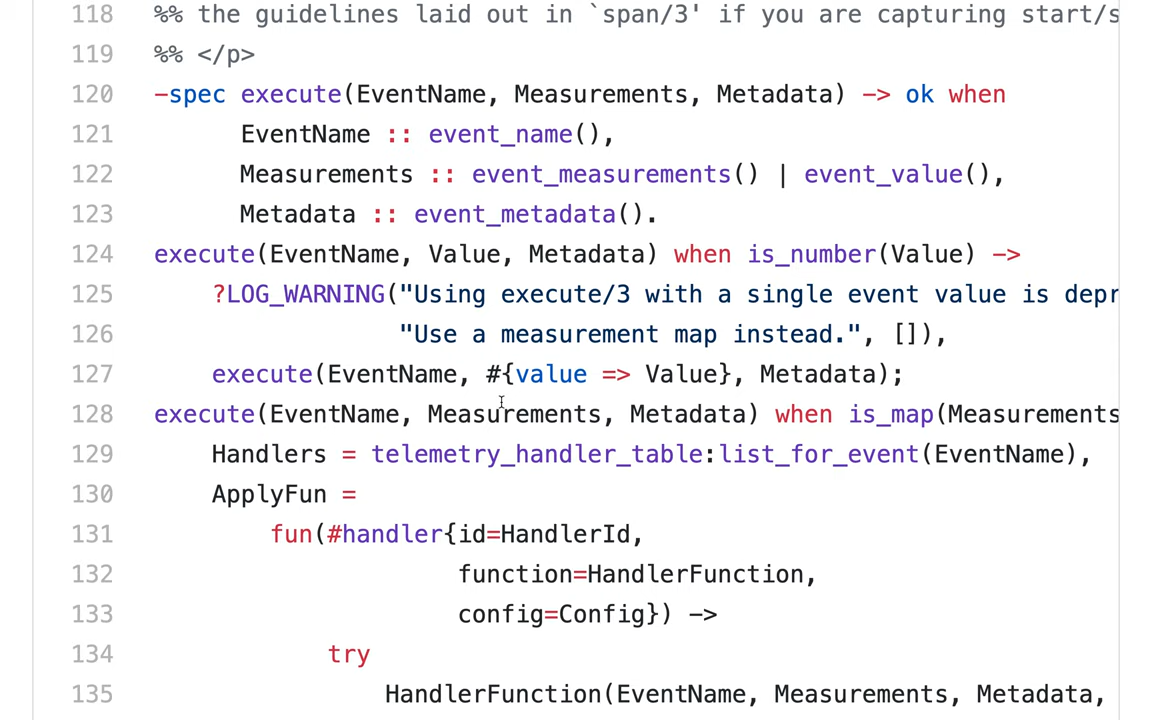 118 %% the guidelines laid out in `span/3' if you are capturing start/s
119 %% </p>
120 -spec execute(EventName, Measurements, Metadata) -> ok when
121 EventName :: event_name(),
122 Measurements :: event_measurements() | event_value(),
123 Metadata :: event_metadata().
124 execute(EventName, Value, Metadata) when is_number(Value) ->
125 ?LOG_WARNING("Using execute/3 with a single event value is depr
126 "Use a measurement map instead.", []),
127 execute(EventName, #{value => Value}, Metadata);
128 execute(EventName, Measurements, Metadata) when is_map(Measurements
129 Handlers = telemetry_handler_table:list_for_event(EventName),
130 ApplyFun =
131 fun(#handler{id=HandlerId,
132 function=HandlerFunction,
133 config=Config}) ->
134 try
135 HandlerFunction(EventName, Measurements, Metadata,